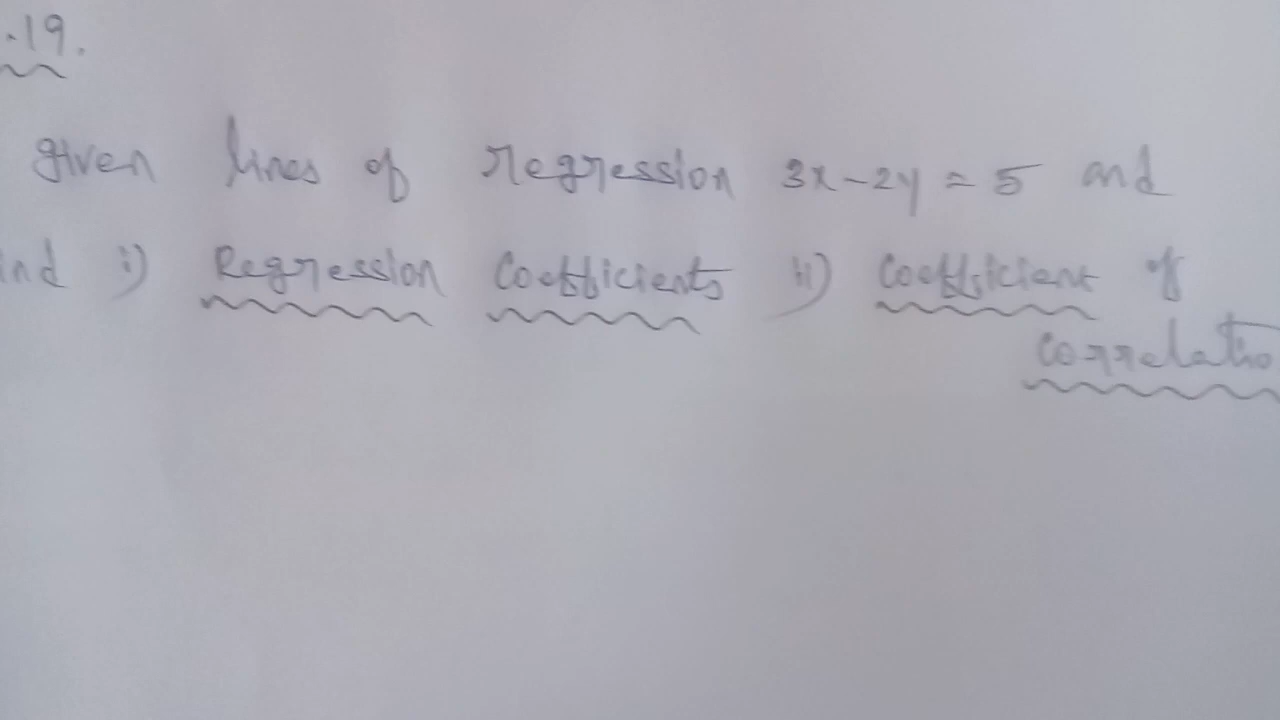 .19.
given lines of regression 3x-2y = 5 and
ind i) Regression Coefficients ii) Coefficient of
Correlatio